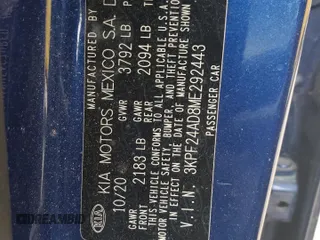 MANUFACTURED BY
KIA MOTORS MEXICO S.A. D
10/20
GVWR 3792 LB
GAWR FRONT 2183 LB
GAWR REAR 2094 LB
THIS VEHICLE CONFORMS TO ALL APPLICABLE U.S.A.
SAFETY, BUMPER, AND THEFT PREVENTION
IN EFFECT ON THE DATE OF MANUFACTURE SHOWN
V.I.N. 3KPF24AD8ME292443
PASSENGER CAR
KIA
DREAMBID